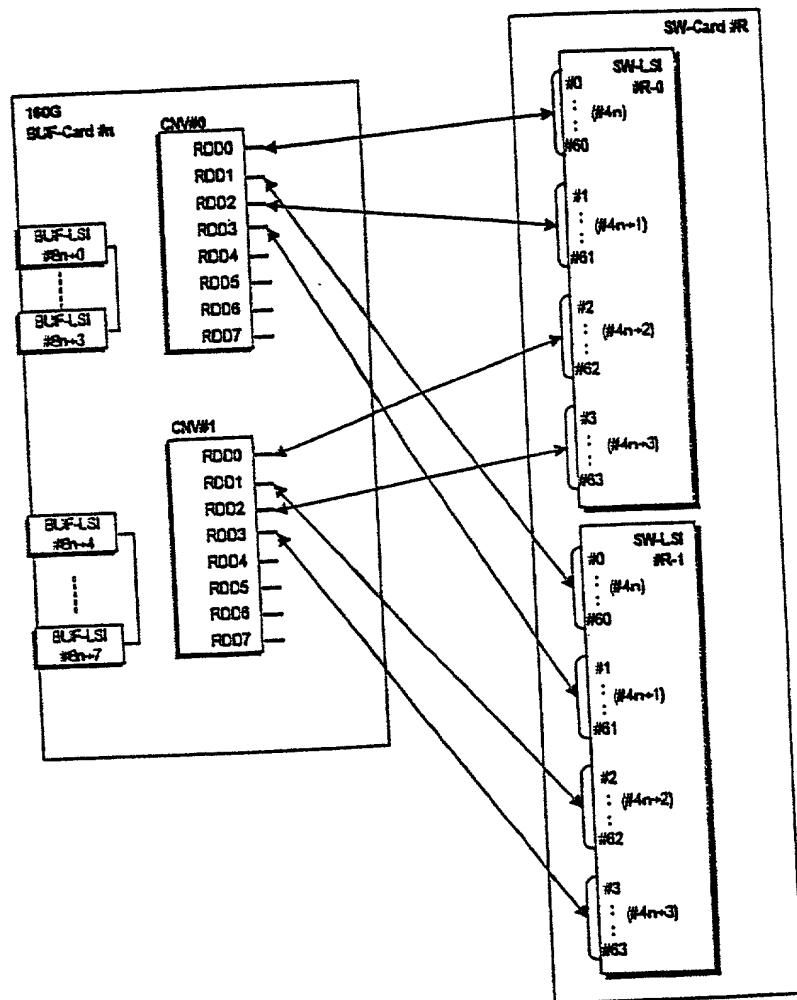 160G
BUF-Card #n
BUF-LSI
#8n+0
BUF-LSI
#8n+3
BUF-LSI
#8n+4
BUF-LSI
#8n+7
CNV#0
RDD0
RDD1
RDD2
RDD3
RDD4
RDD5
RDD6
RDD7
CNV#1
RDD0
RDD1
RDD2
RDD3
RDD4
RDD5
RDD6
RDD7
SW-Card #R
SW-LSI
#R-0
#0
(#4n)
#60
#1
(#4n+1)
#61
#2
(#4n+2)
#62
#3
(#4n+3)
#63
SW-LSI
#R-1
#0
(#4n)
#60
#1
(#4n+1)
#61
#2
(#4n+2)
#62
#3
(#4n+3)
#63